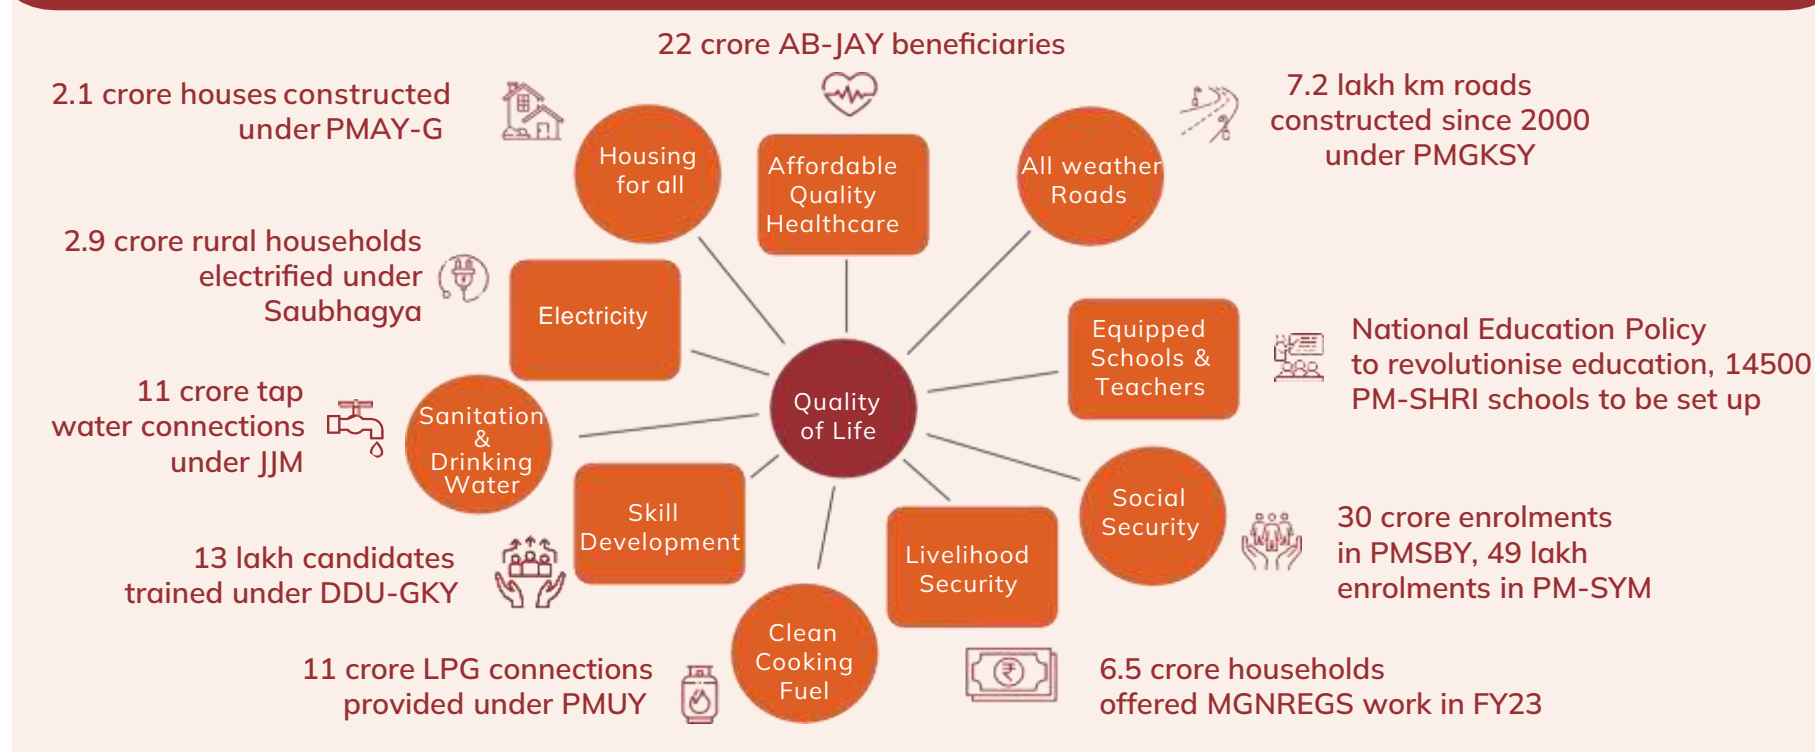 22 crore AB-JAY beneficiaries
2.1 crore houses constructed
under PMAY-G
7.2 lakh km roads
constructed since 2000
under PMGKSY
Housing
for all
Affordable
Quality
Healthcare
All weather
Roads
2.9 crore rural households
electrified under
Saubhagya
Electricity
Equipped
Schools &
Teachers
National Education Policy
to revolutionise education, 14500
PM-SHRI schools to be set up
Quality
of Life
11 crore tap
water connections
under JJM
Sanitation
&
Drinking
Water
Skill
Development
Social
Security
30 crore enrolments
in PMSBY, 49 lakh
enrolments in PM-SYM
13 lakh candidates
trained under DDU-GKY
Livelihood
Security
Clean
Cooking
Fuel
11 crore LPG connections
provided under PMUY
6.5 crore households
offered MGNREGS work in FY23